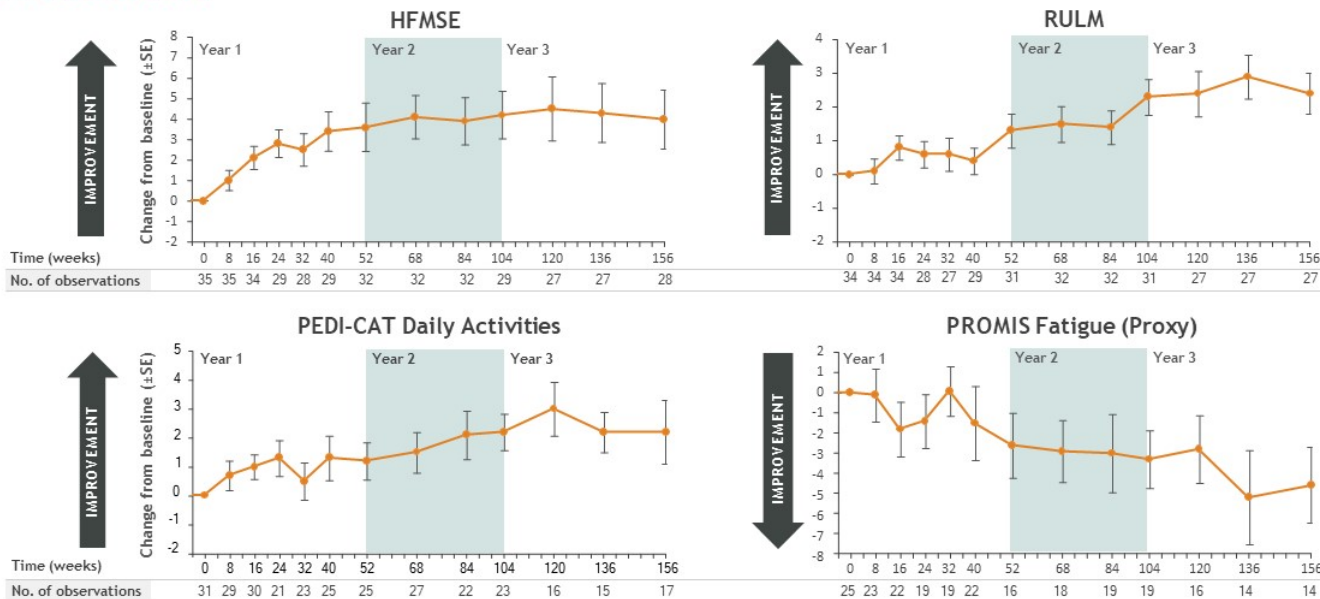 HFMSE
IMPROVEMENT
Change from baseline (±SE)
8
7
6
5
4
3
2
1
0
-1
-2
Year 1
Year 2
Year 3
Time (weeks) 0 8 16 24 32 40 52 68 84 104 120 136 156
No. of observations 35 35 34 29 28 29 32 32 32 29 27 27 28
RULM
IMPROVEMENT
4
3
2
1
0
-1
-2
Year 1
Year 2
Year 3
0 8 16 24 32 40 52 68 84 104 120 136 156
34 34 34 28 27 29 31 32 32 31 27 27 27
PEDI-CAT Daily Activities
IMPROVEMENT
Change from baseline (±SE)
5
4
3
2
1
0
-1
-2
Year 1
Year 2
Year 3
Time (weeks) 0 8 16 24 32 40 52 68 84 104 120 136 156
No. of observations 31 29 30 21 23 25 25 27 22 23 16 15 17
PROMIS Fatigue (Proxy)
IMPROVEMENT
2
1
0
-1
-2
-3
-4
-5
-6
-7
-8
Year 1
Year 2
Year 3
0 8 16 24 32 40 52 68 84 104 120 136 156
25 23 22 19 19 22 16 18 19 19 16 14 14